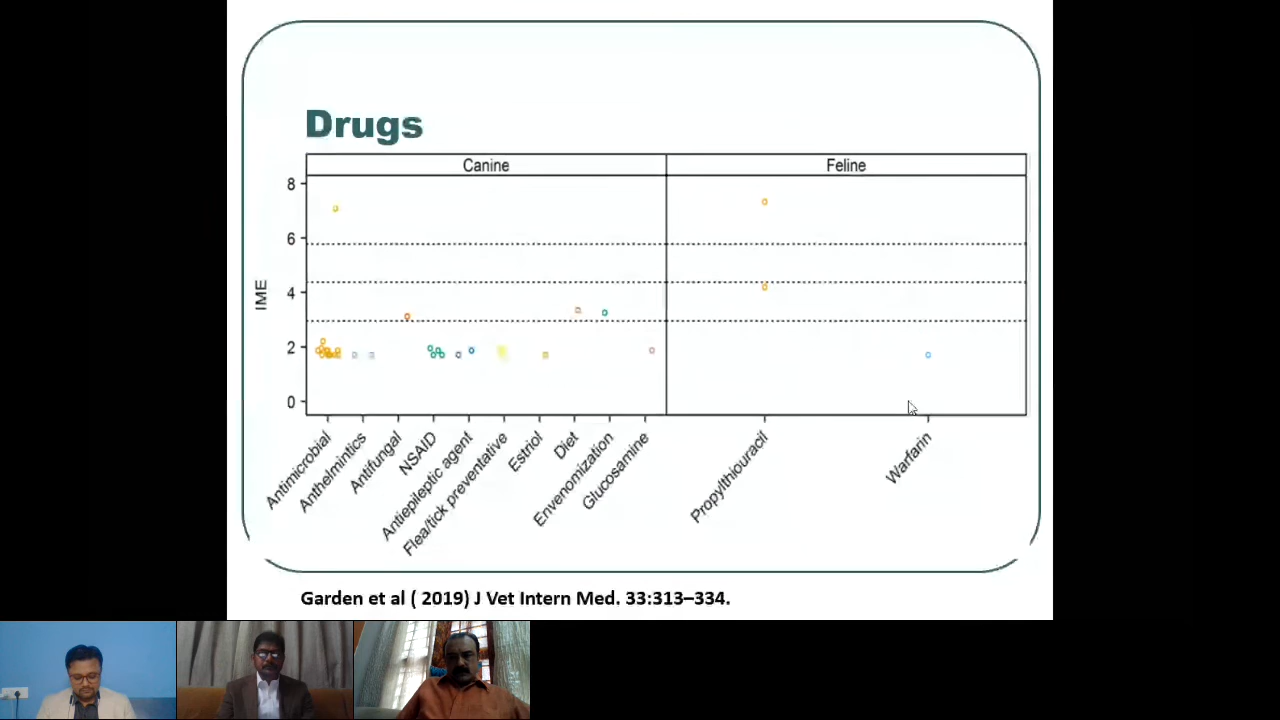 Drugs
Canine
Feline
8
6
4
2
0
IME
Antimicrobial
Anthelmintics
Antifungal
NSAID
Antiepileptic agent
Flea/tick preventative
Estriol
Diet
Envenomization
Glucosamine
Propylthiouracil
Warfarin
Garden et al ( 2019) J Vet Intern Med. 33:313–334.